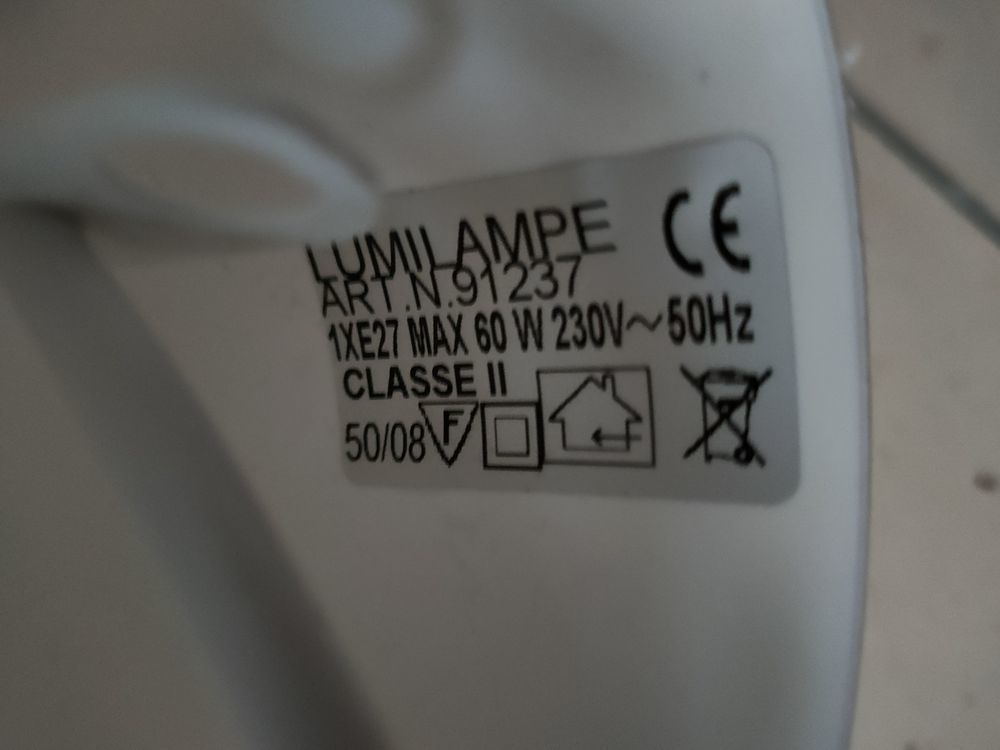 LUMILAMPE CE
ART.N.91237
1XE27 MAX 60 W 230V~50Hz
CLASSE II
50/08 F